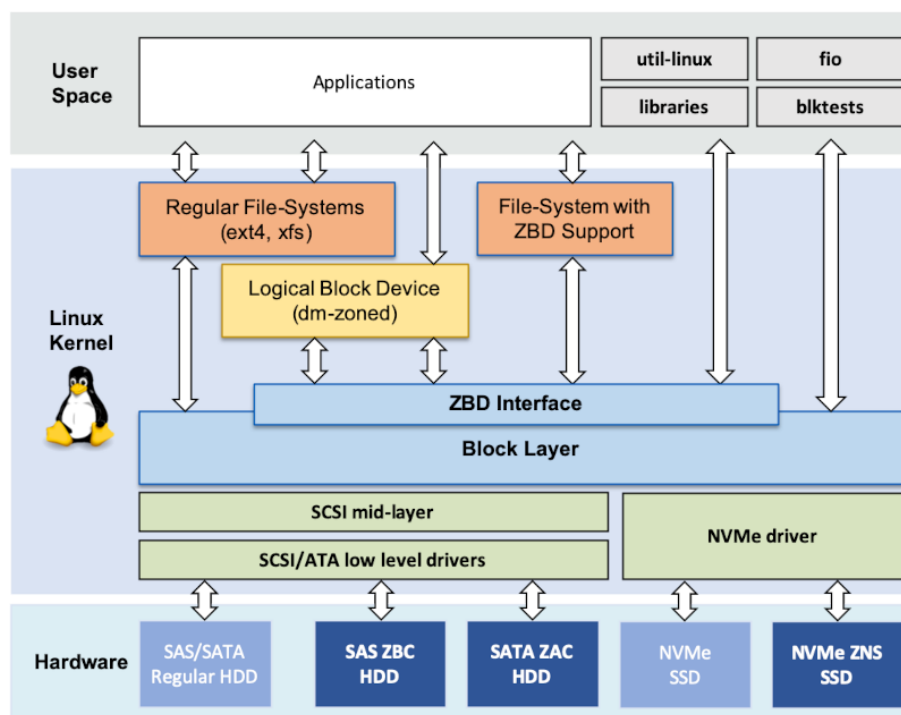 User
Space
Applications
util-linux
fio
libraries
blktests
Regular File-Systems
(ext4, xfs)
File-System with
ZBD Support
Logical Block Device
(dm-zoned)
Linux
Kernel
ZBD Interface
Block Layer
SCSI mid-layer
NVMe driver
SCSI/ATA low level drivers
Hardware
SAS/SATA
Regular HDD
SAS ZBC
HDD
SATA ZAC
HDD
NVMe
SSD
NVMe ZNS
SSD